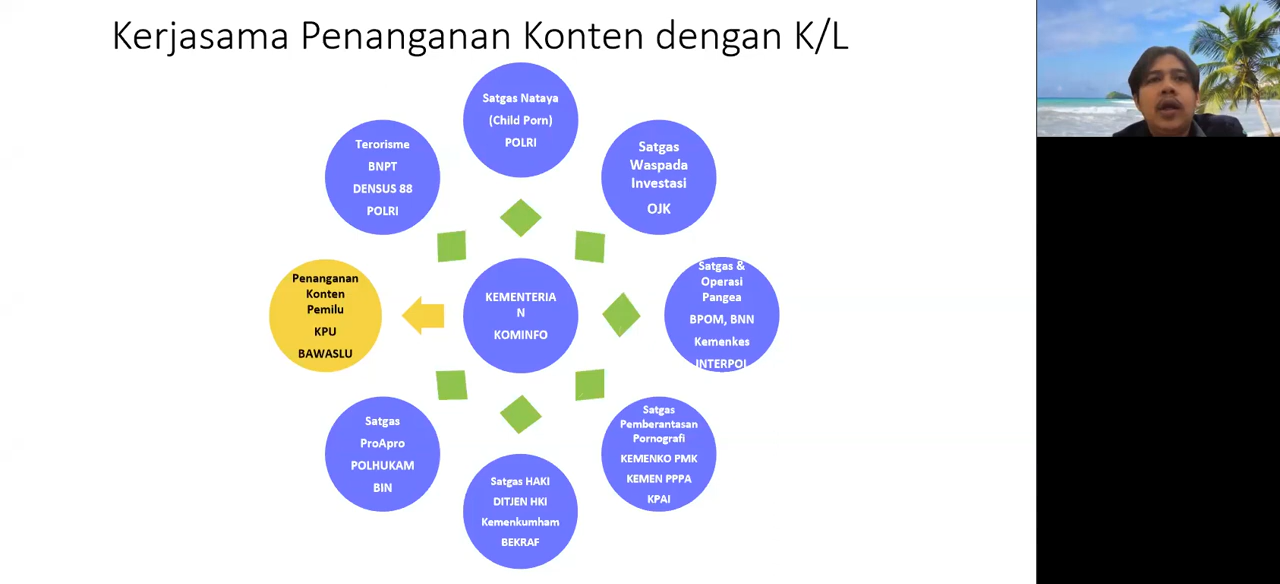 Kerjasama Penanganan Konten dengan K/L
Satgas Nataya
(Child Porn)
POLRI
Satgas
Waspada
Investasi
OJK
Satgas &
Operasi
Pangea
BPOM, BNN
Kemenkes
INTERPOL
Satgas
Pemberantasan
Pornografi
KEMENKO PMK
KEMEN PPPA
KPAI
Satgas HAKI
DITJEN HKI
Kemenkumham
BEKRAF
Satgas
ProApro
POLHUKAM
BIN
Penanganan
Konten
Pemilu
KPU
BAWASLU
Terorisme
BNPT
DENSUS 88
POLRI
KEMENTERIA
N
KOMINFO